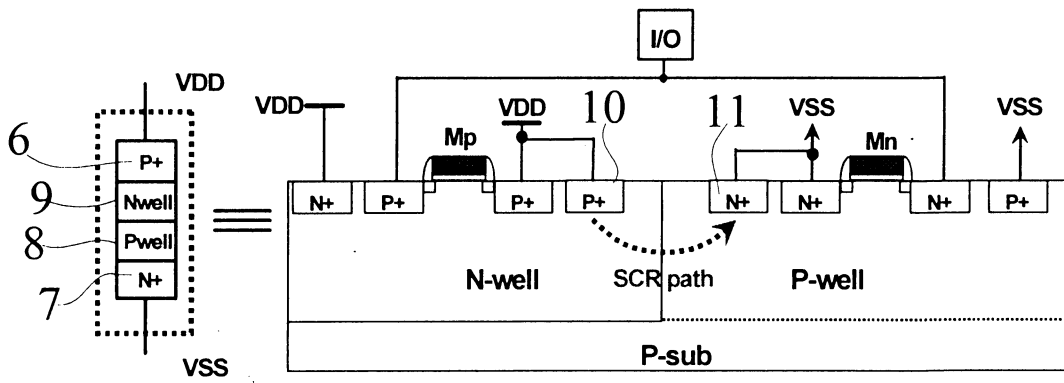 I/O
VDD
VDD
VDD
10
11
VSS
VSS
Mp
Mn
6
P+
9
Nwell
8
Pwell
7
N+
N+
P+
P+
P+
N+
N+
N+
P+
N-well
SCR path
P-well
VSS
P-sub